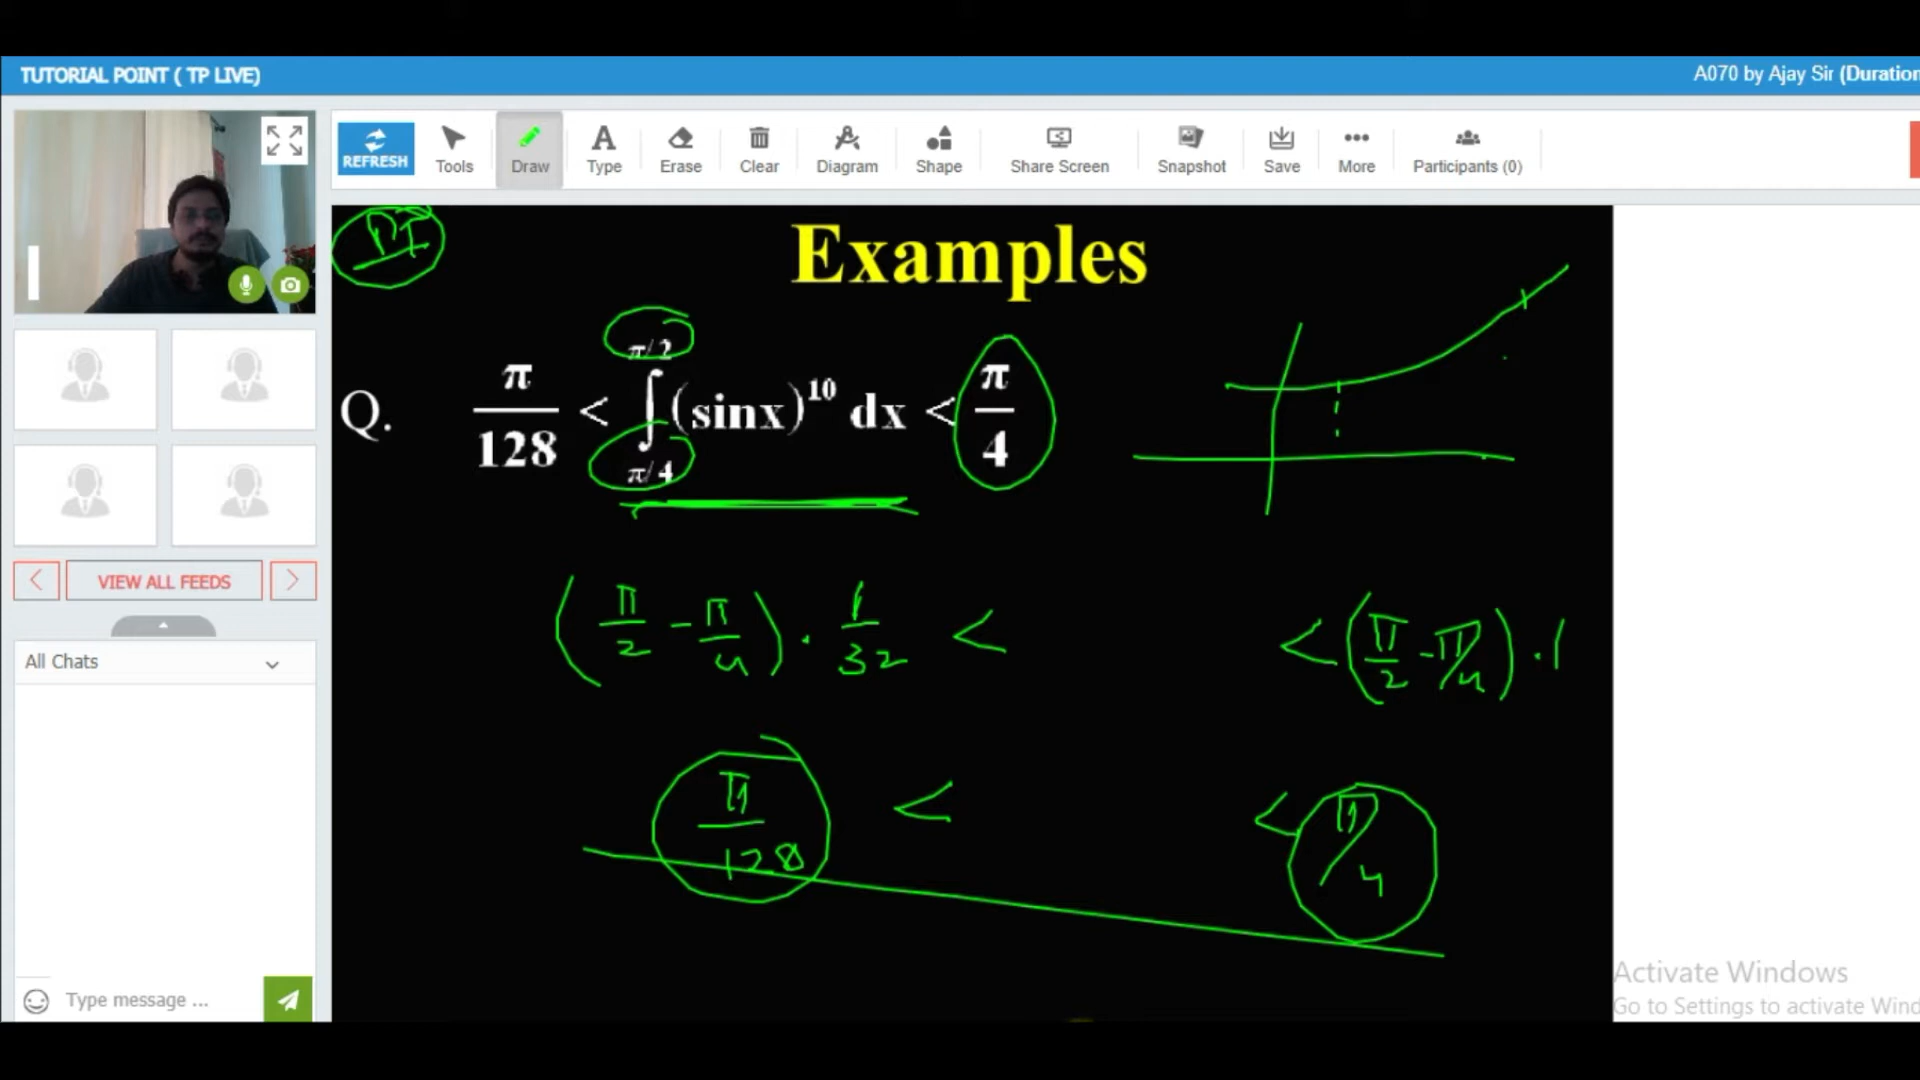 TUTORIAL POINT ( TP LIVE)
A070 by Ajay Sir (Duration
REFRESH
Tools
Draw
Type
Erase
Clear
Diagram
Shape
Share Screen
Snapshot
Save
More
Participants (0)
Examples
Q. π/128 < ∫_{π/4}^{π/2} (sinx)^10 dx < π/4
(π/2 - π/4) · 1/32 < < (π/2 - π/4) · 1
π/128 < < π/4
VIEW ALL FEEDS
All Chats
Type message ...
Activate Windows
Go to Settings to activate Wind